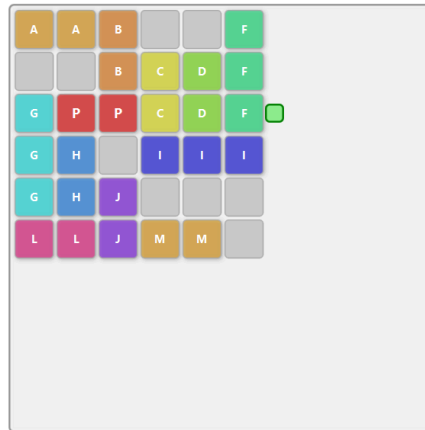 A A B F
B C D F
G P P C D F
G H I I I
G H J
L L J M M